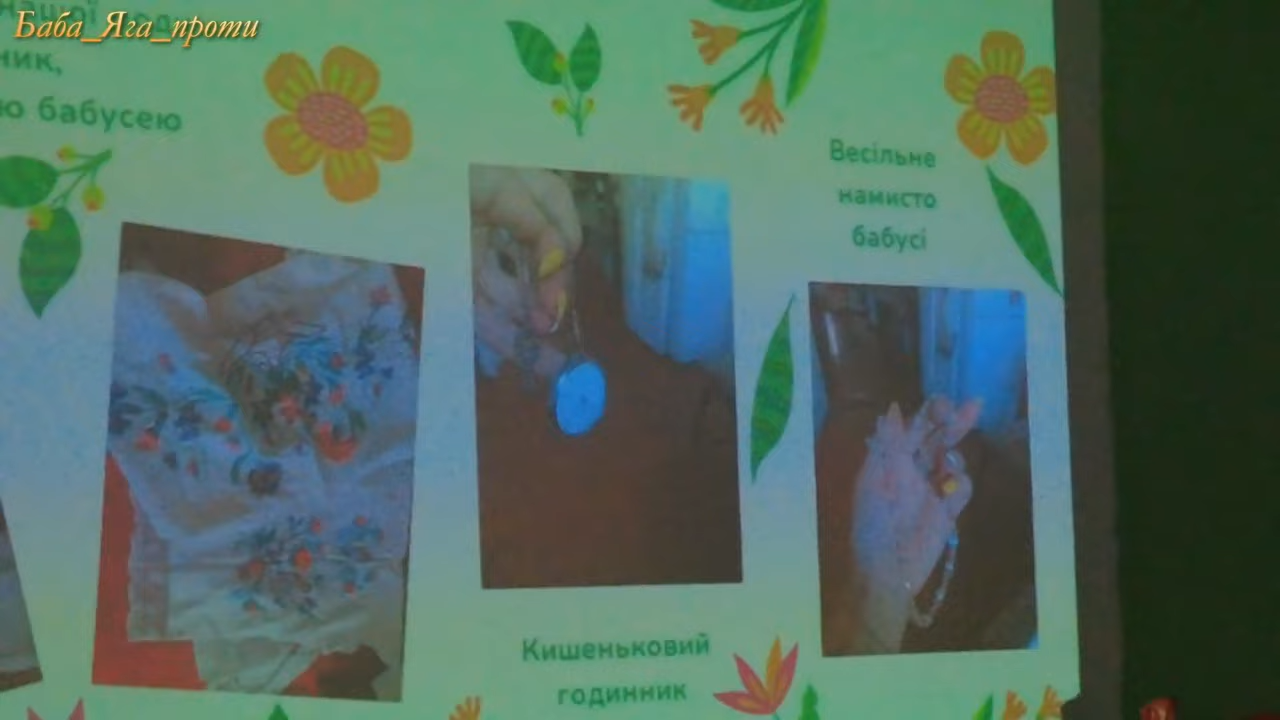 Баба_Яга_проти
ник,
бабусею
Весільне
намисто
бабусі
Кишеньковий
годинник